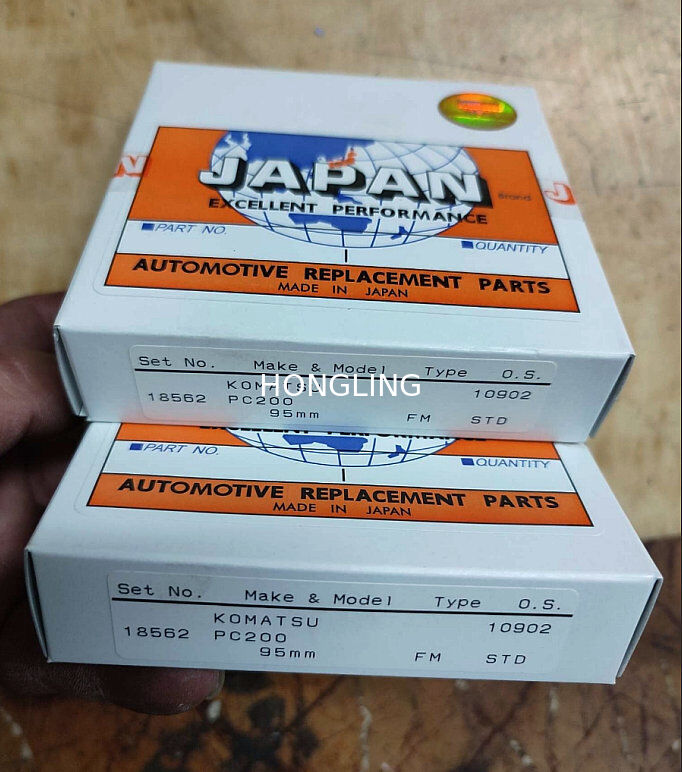 JAPAN
Brand
EXCELLENT PERFORMANCE
PART NO.
QUANTITY
AUTOMOTIVE REPLACEMENT PARTS
MADE IN JAPAN
Set No. Make & Model Type O.S.
KOMATSU 10902
HONGLING
18562 PC200
95mm FM STD
PART NO.
QUANTITY
AUTOMOTIVE REPLACEMENT PARTS
MADE IN JAPAN
Set No. Make & Model Type O.S.
KOMATSU 10902
18562 PC200
95mm FM STD